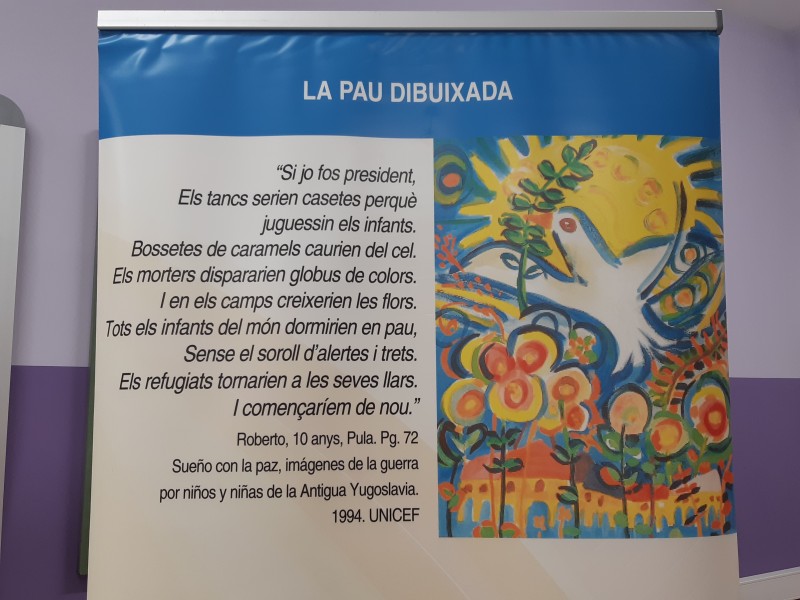 LA PAU DIBUIXADA
“Si jo fos president,
Els tancs serien casetes perquè
juguessin els infants.
Bossetes de caramels caurien del cel.
Els morters dispararien globus de colors.
I en els camps creixerien les flors.
Tots els infants del món dormirien en pau,
Sense el soroll d’alertes i trets.
Els refugiats tornarien a les seves llars.
I començaríem de nou.”
Roberto, 10 anys, Pula. Pg. 72
Sueño con la paz, imágenes de la guerra
por niños y niñas de la Antigua Yugoslavia.
1994. UNICEF